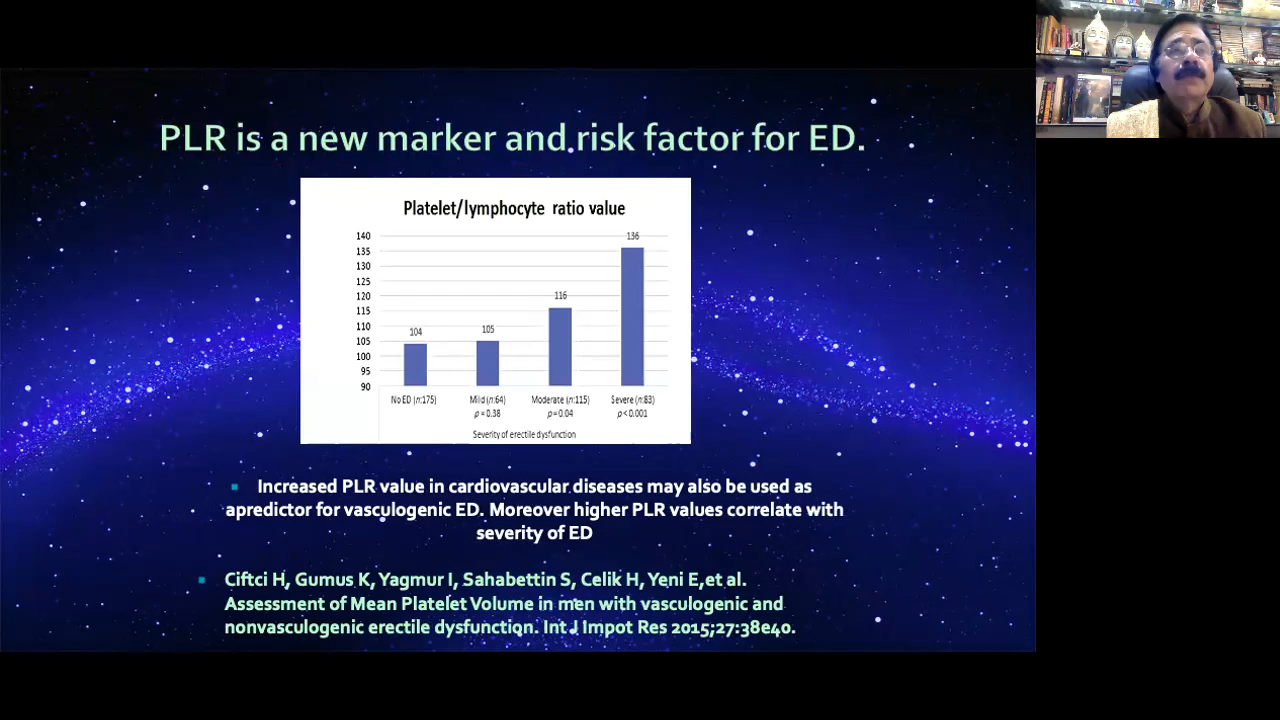 PLR is a new marker and risk factor for ED.
Platelet/lymphocyte ratio value
140
135
130
125
120
115
110
105
100
95
90
104
105
116
136
No ED (n:175)
Mild (n:64)
Moderate (n:115)
Severe (n:83)
p = 0.38
p = 0.04
p < 0.001
Severity of erectile dysfunction
Increased PLR value in cardiovascular diseases may also be used as
apredictor for vasculogenic ED. Moreover higher PLR values correlate with
severity of ED
Ciftci H, Gumus K, Yagmur I, Sahabettin S, Celik H, Yeni E,et al.
Assessment of Mean Platelet Volume in men with vasculogenic and
nonvasculogenic erectile dysfunction. Int J Impot Res 2015;27:38e40.